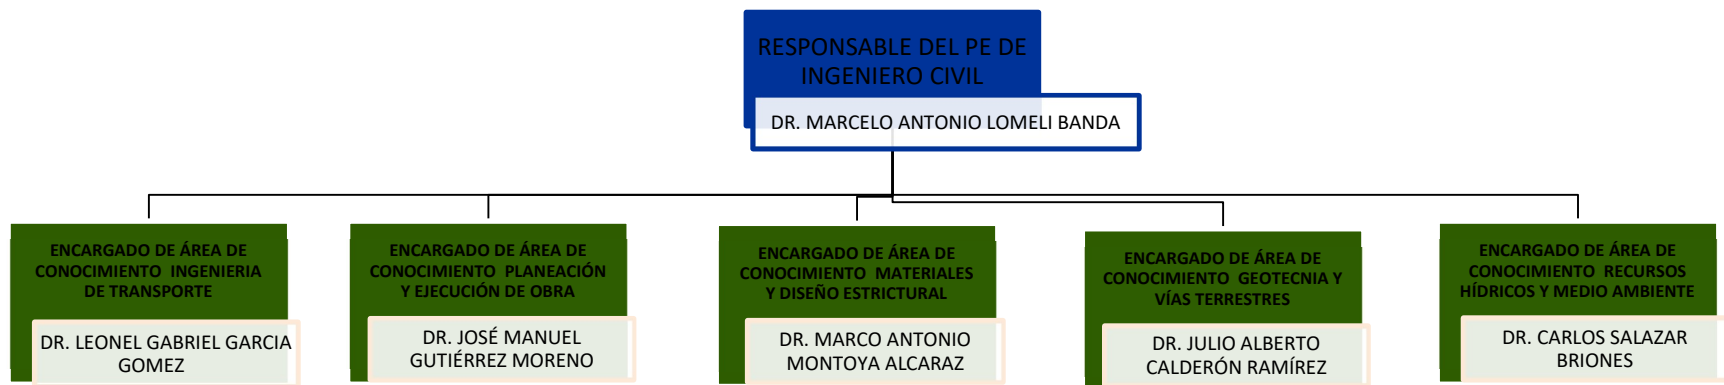 RESPONSABLE DEL PE DE
INGENIERO CIVIL
DR. MARCELO ANTONIO LOMELI BANDA
ENCARGADO DE ÁREA DE
CONOCIMIENTO INGENIERIA
DE TRANSPORTE
DR. LEONEL GABRIEL GARCIA
GOMEZ
ENCARGADO DE ÁREA DE
CONOCIMIENTO PLANEACIÓN
Y EJECUCIÓN DE OBRA
DR. JOSÉ MANUEL
GUTIÉRREZ MORENO
ENCARGADO DE ÁREA DE
CONOCIMIENTO MATERIALES
Y DISEÑO ESTRICTURAL
DR. MARCO ANTONIO
MONTOYA ALCARAZ
ENCARGADO DE ÁREA DE
CONOCIMIENTO GEOTECNIA Y
VÍAS TERRESTRES
DR. JULIO ALBERTO
CALDERÓN RAMÍREZ
ENCARGADO DE ÁREA DE
CONOCIMIENTO RECURSOS
HÍDRICOS Y MEDIO AMBIENTE
DR. CARLOS SALAZAR
BRIONES